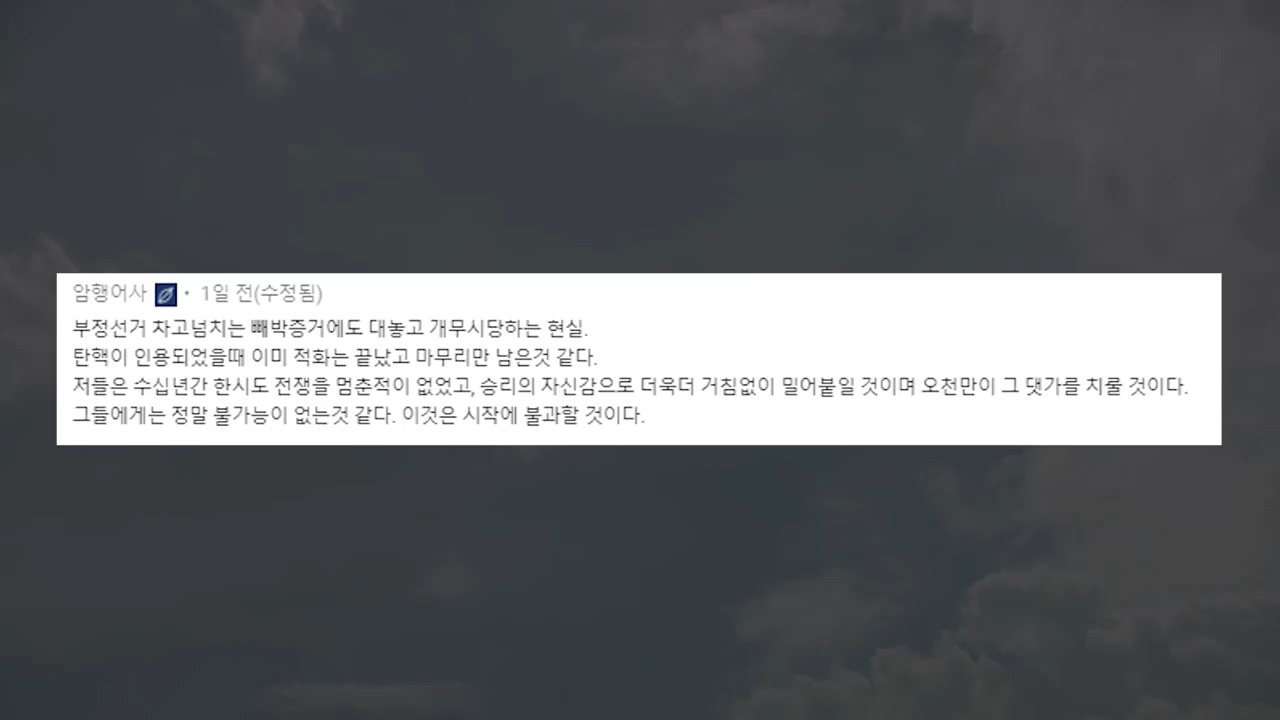 암행어사 • 1일 전(수정됨)
부정선거 차고넘치는 빼박증거에도 대놓고 개무시당하는 현실.
탄핵이 인용되었을때 이미 적화는 끝났고 마무리만 남은것 같다.
저들은 수십년간 한시도 전쟁을 멈춘적이 없었고, 승리의 자신감으로 더욱더 거침없이 밀어붙일 것이며 오천만이 그 댓가를 치룰 것이다.
그들에게는 정말 불가능이 없는것 같다. 이것은 시작에 불과할 것이다.